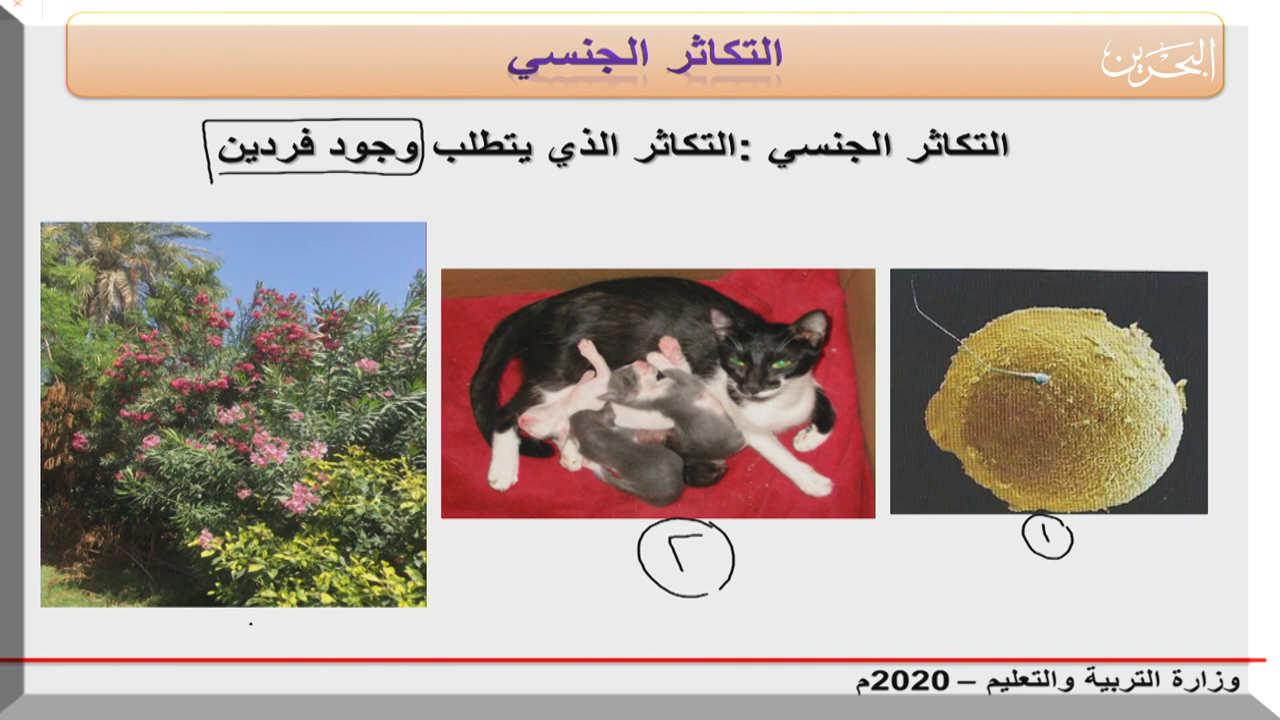 التكاثر الجنسي
البحرين
التكاثر الجنسي :التكاثر الذي يتطلب وجود فردين
١
٢
وزارة التربية والتعليم – 2020م